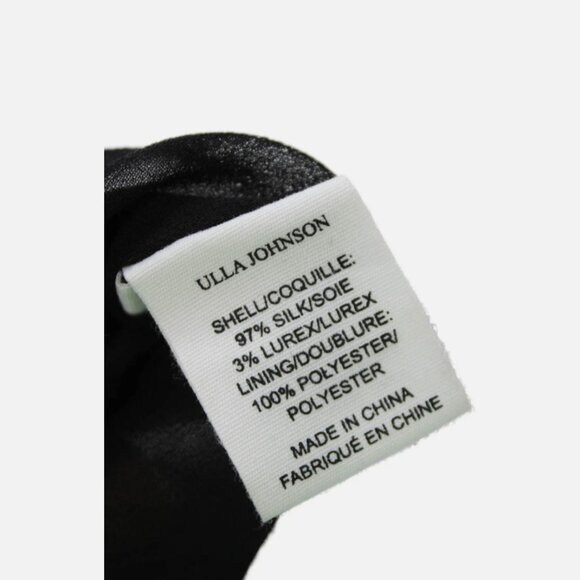 ULLA JOHNSON
SHELL/COQUILLE:
97% SILK/SOIE
3% LUREX/LUREX
LINING/DOUBLURE:
100% POLYESTER/
POLYESTER
MADE IN CHINA
FABRIQUÉ EN CHINE